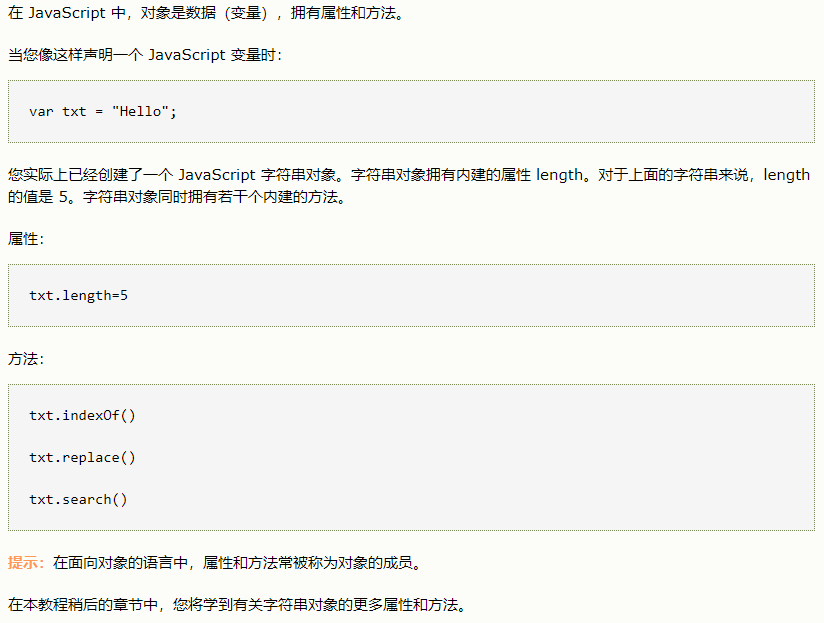 在 JavaScript 中，对象是数据（变量），拥有属性和方法。
当您像这样声明一个 JavaScript 变量时：
var txt = "Hello";
您实际上已经创建了一个 JavaScript 字符串对象。字符串对象拥有内建的属性 length。对于上面的字符串来说，length
的值是 5。字符串对象同时拥有若干个内建的方法。
属性：
txt.length=5
方法：
txt.indexOf()
txt.replace()
txt.search()
提示：在面向对象的语言中，属性和方法常被称为对象的成员。
在本教程稍后的章节中，您将学到有关字符串对象的更多属性和方法。